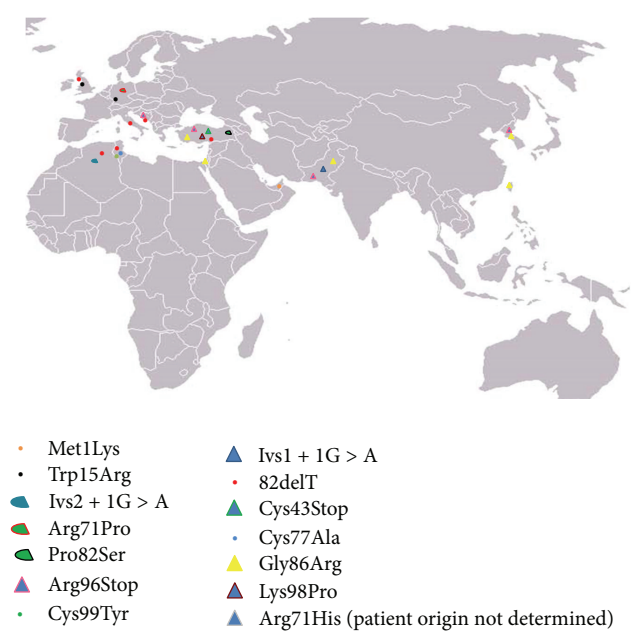 Met1Lys
Trp15Arg
Ivs2 + 1G > A
Arg71Pro
Pro82Ser
Arg96Stop
Cys99Tyr
Ivs1 + 1G > A
82delT
Cys43Stop
Cys77Ala
Gly86Arg
Lys98Pro
Arg71His (patient origin not determined)